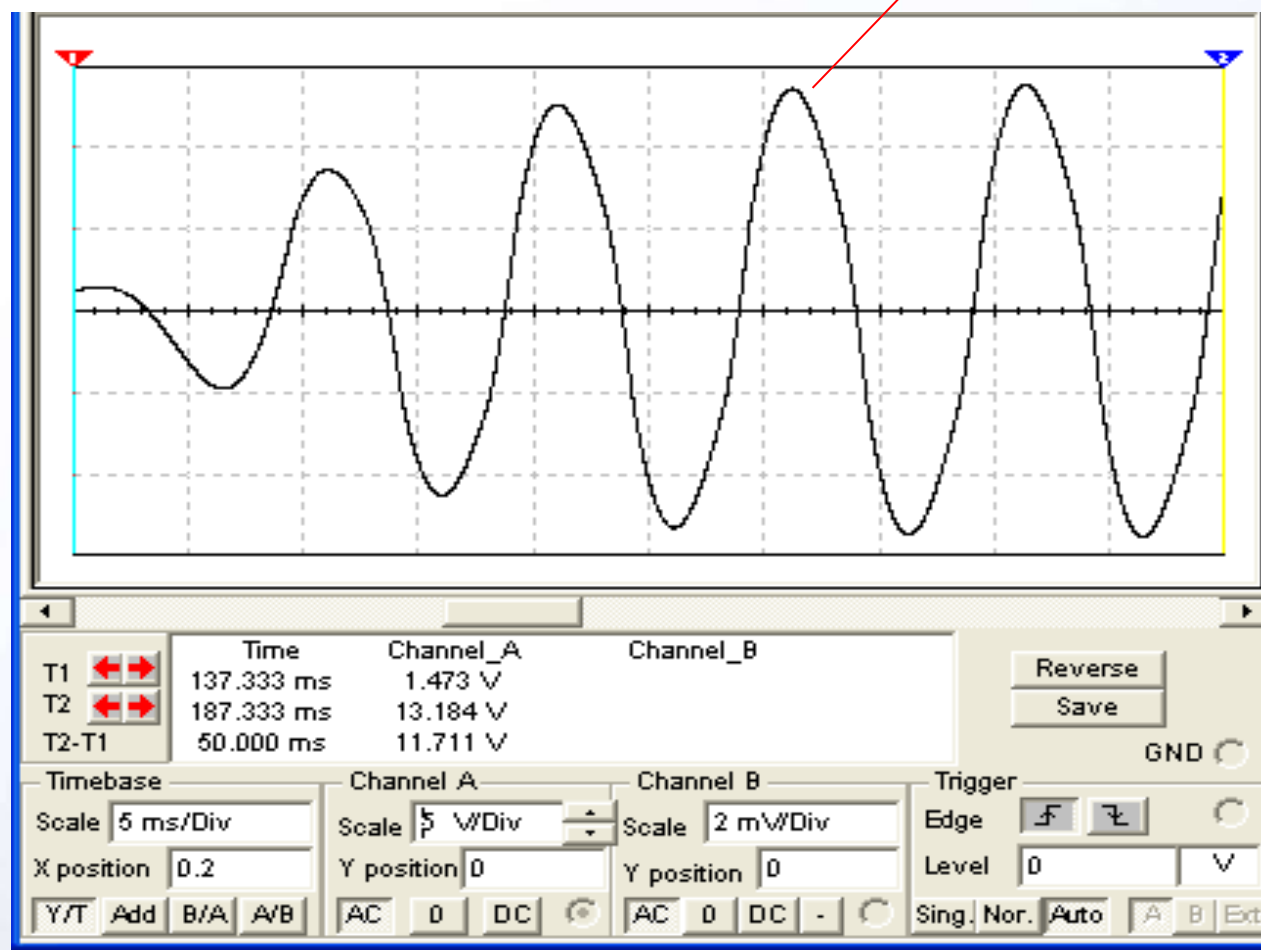 1 2
Time Channel_A Channel_B
T1 137.333 ms 1.473 V
T2 187.333 ms 13.184 V
T2-T1 50.000 ms 11.711 V
Reverse
Save
GND
Timebase Channel A Channel B Trigger
Scale 5 ms/Div Scale 5 V/Div Scale 2 mV/Div Edge
X position 0.2 Y position 0 Y position 0 Level 0 V
Y/T Add B/A A/B AC 0 DC AC 0 DC - Sing. Nor. Auto A B Ext